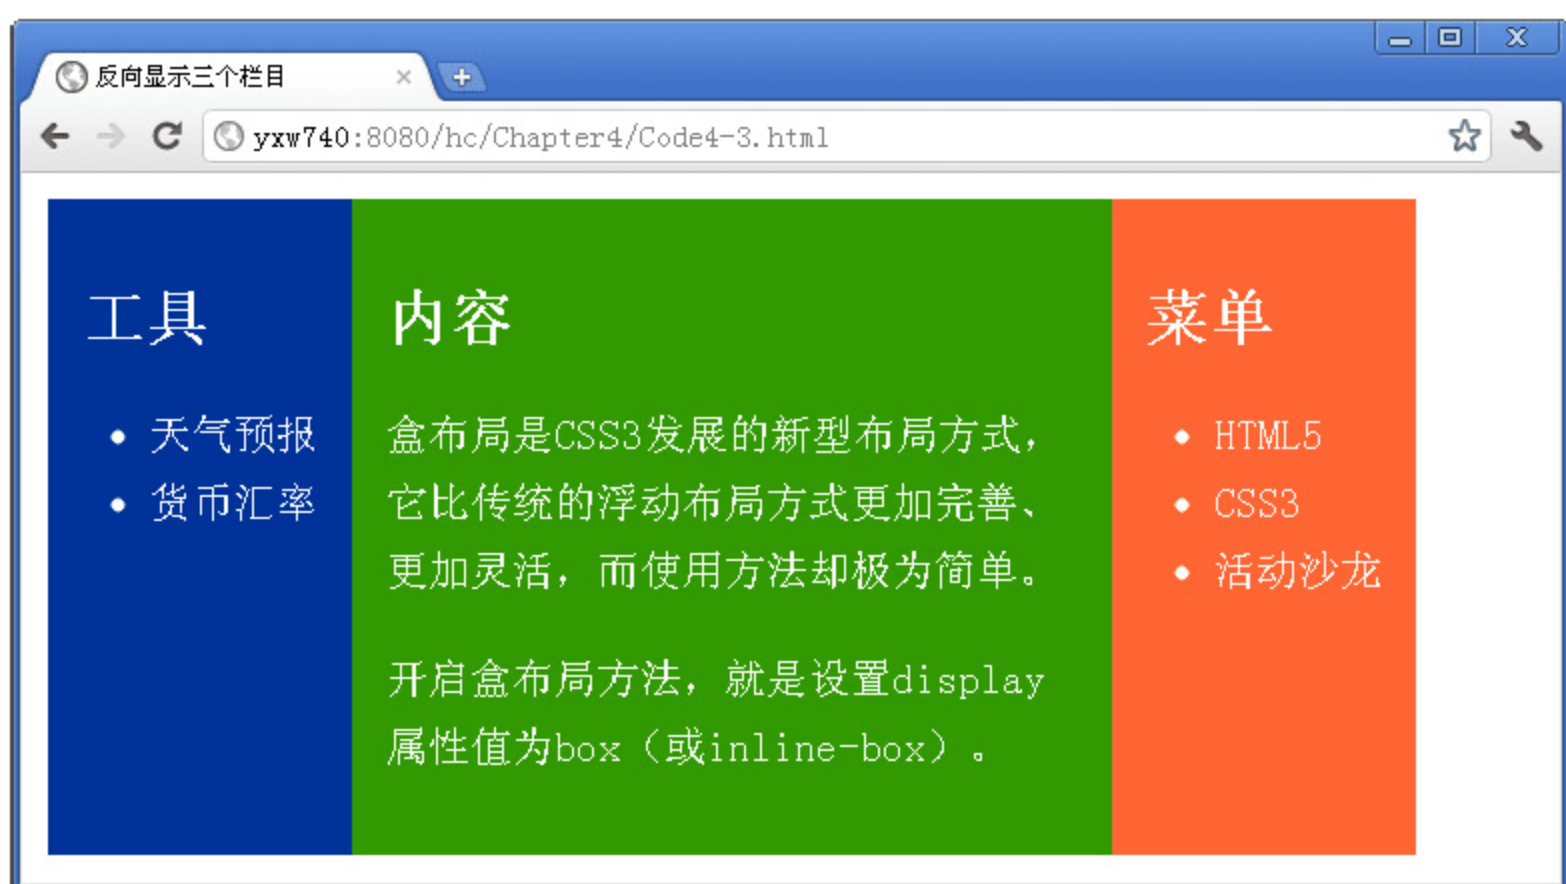 反向显示三个栏目
yxw740:8080/hc/Chapter4/Code4-3.html
工具
天气预报
货币汇率
内容
盒布局是CSS3发展的新型布局方式，
它比传统的浮动布局方式更加完善、
更加灵活，而使用方法却极为简单。
开启盒布局方法，就是设置display
属性值为box（或inline-box）。
菜单
HTML5
CSS3
活动沙龙